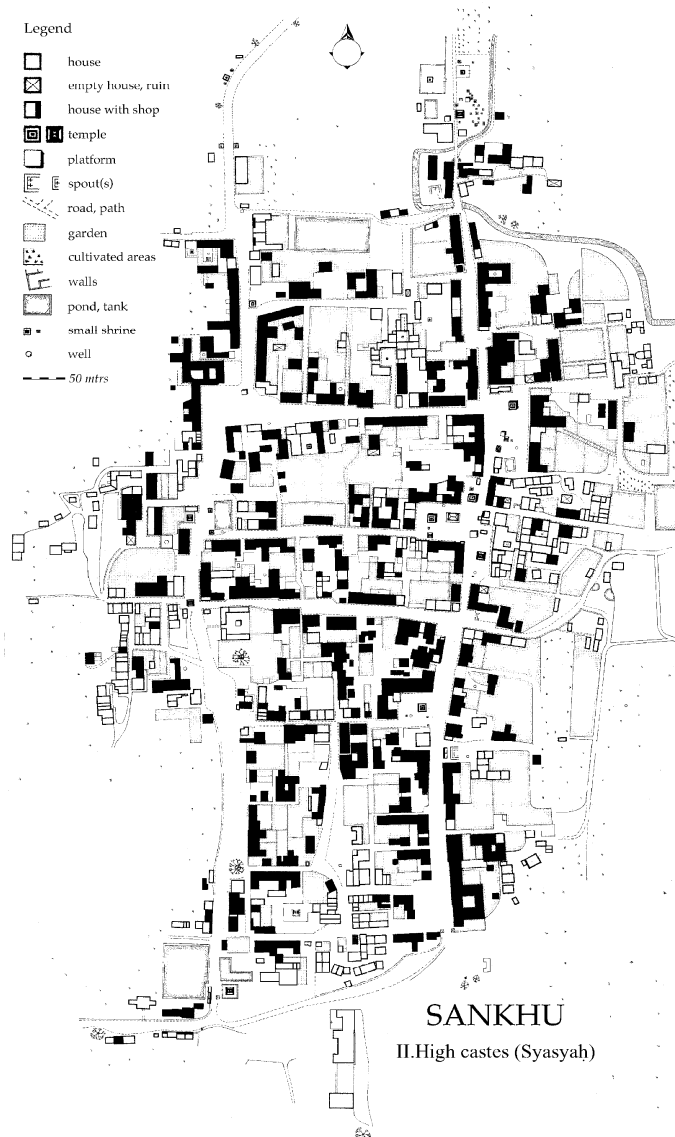 Legend
house
empty house, ruin
house with shop
temple
platform
spout(s)
road, path
garden
cultivated areas
walls
pond, tank
small shrine
well
50 mtrs
SANKHU
II.High castes (Syasyaḥ)